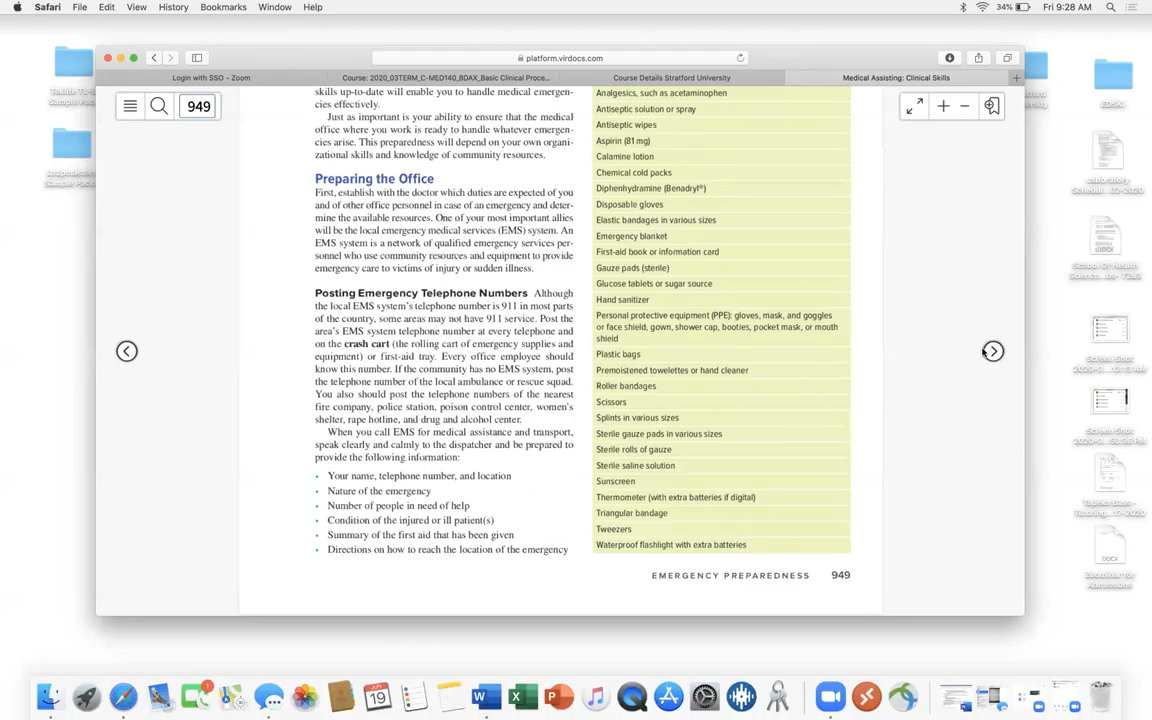 Safari File Edit View History Bookmarks Window Help
34% Fri 9:28 AM
platform.virdocs.com
Login with SSO - Zoom
Course: 2020_03TERM_C-MED140_8DAX_Basic Clinical Proce...
Course Details Stratford University
Medical Assisting: Clinical Skills
949
skills up-to-date will enable you to handle medical emergen-
cies effectively.
Just as important is your ability to ensure that the medical
office where you work is ready to handle whatever emergen-
cies arise. This preparedness will depend on your own organi-
zational skills and knowledge of community resources.
Preparing the Office
First, establish with the doctor which duties are expected of you
and of other office personnel in case of an emergency and deter-
mine the available resources. One of your most important allies
will be the local emergency medical services (EMS) system. An
EMS system is a network of qualified emergency services per-
sonnel who use community resources and equipment to provide
emergency care to victims of injury or sudden illness.
Posting Emergency Telephone Numbers Although
the local EMS system's telephone number is 911 in most parts
of the country, some areas may not have 911 service. Post the
area's EMS system telephone number at every telephone and
on the crash cart (the rolling cart of emergency supplies and
equipment) or first-aid tray. Every office employee should
know this number. If the community has no EMS system, post
the telephone number of the local ambulance or rescue squad.
You also should post the telephone numbers of the nearest
fire company, police station, poison control center, women's
shelter, rape hotline, and drug and alcohol center.
When you call EMS for medical assistance and transport,
speak clearly and calmly to the dispatcher and be prepared to
provide the following information:
• Your name, telephone number, and location
• Nature of the emergency
• Number of people in need of help
• Condition of the injured or ill patient(s)
• Summary of the first aid that has been given
• Directions on how to reach the location of the emergency
Analgesics, such as acetaminophen
Antiseptic solution or spray
Antiseptic wipes
Aspirin (81 mg)
Calamine lotion
Chemical cold packs
Diphenhydramine (Benadryl®)
Disposable gloves
Elastic bandages in various sizes
Emergency blanket
First-aid book or information card
Gauze pads (sterile)
Glucose tablets or sugar source
Hand sanitizer
Personal protective equipment (PPE): gloves, mask, and goggles
or face shield, gown, shower cap, booties, pocket mask, or mouth
shield
Plastic bags
Premoistened towelettes or hand cleaner
Roller bandages
Scissors
Splints in various sizes
Sterile gauze pads in various sizes
Sterile rolls of gauze
Sterile saline solution
Sunscreen
Thermometer (with extra batteries if digital)
Triangular bandage
Tweezers
Waterproof flashlight with extra batteries
EMERGENCY PREPAREDNESS 949
EDSKI
Screen Shot
Screen Shot
DOCX
JUN
19
1